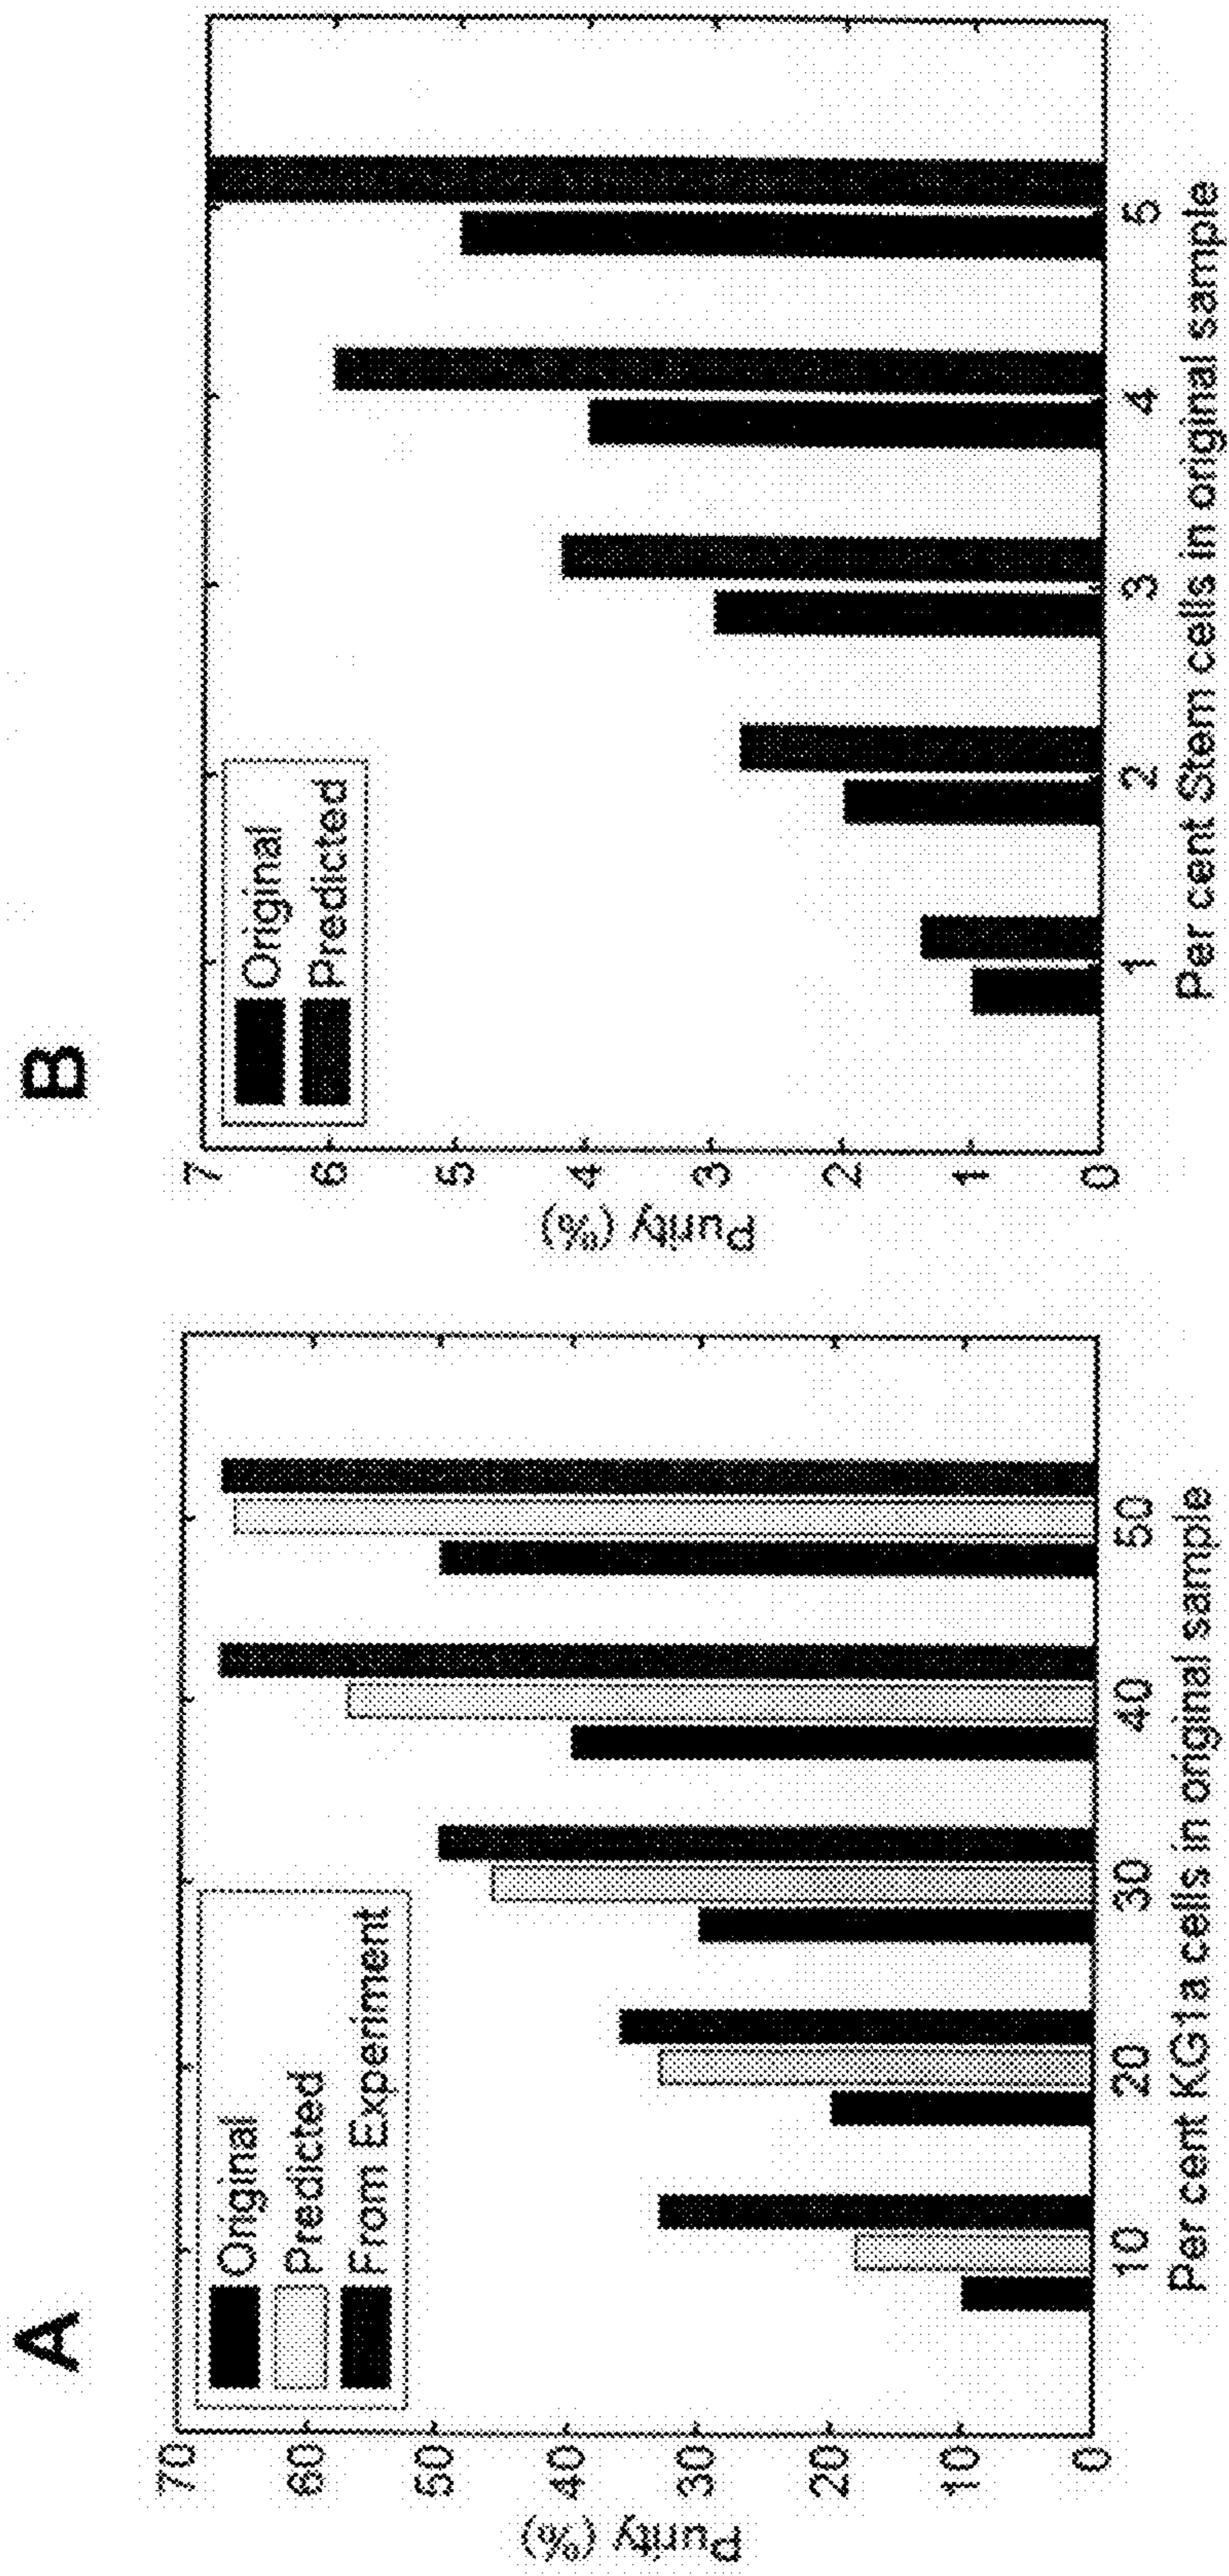 A
Purity (%)
70
60
50
40
30
20
10
0
Original
Predicted
From Experiment
10 20 30 40 50
Per cent KG1a cells in original sample
B
Purity (%)
7
6
5
4
3
2
1
0
Original
Predicted
1 2 3 4 5
Per cent Stem cells in original sample